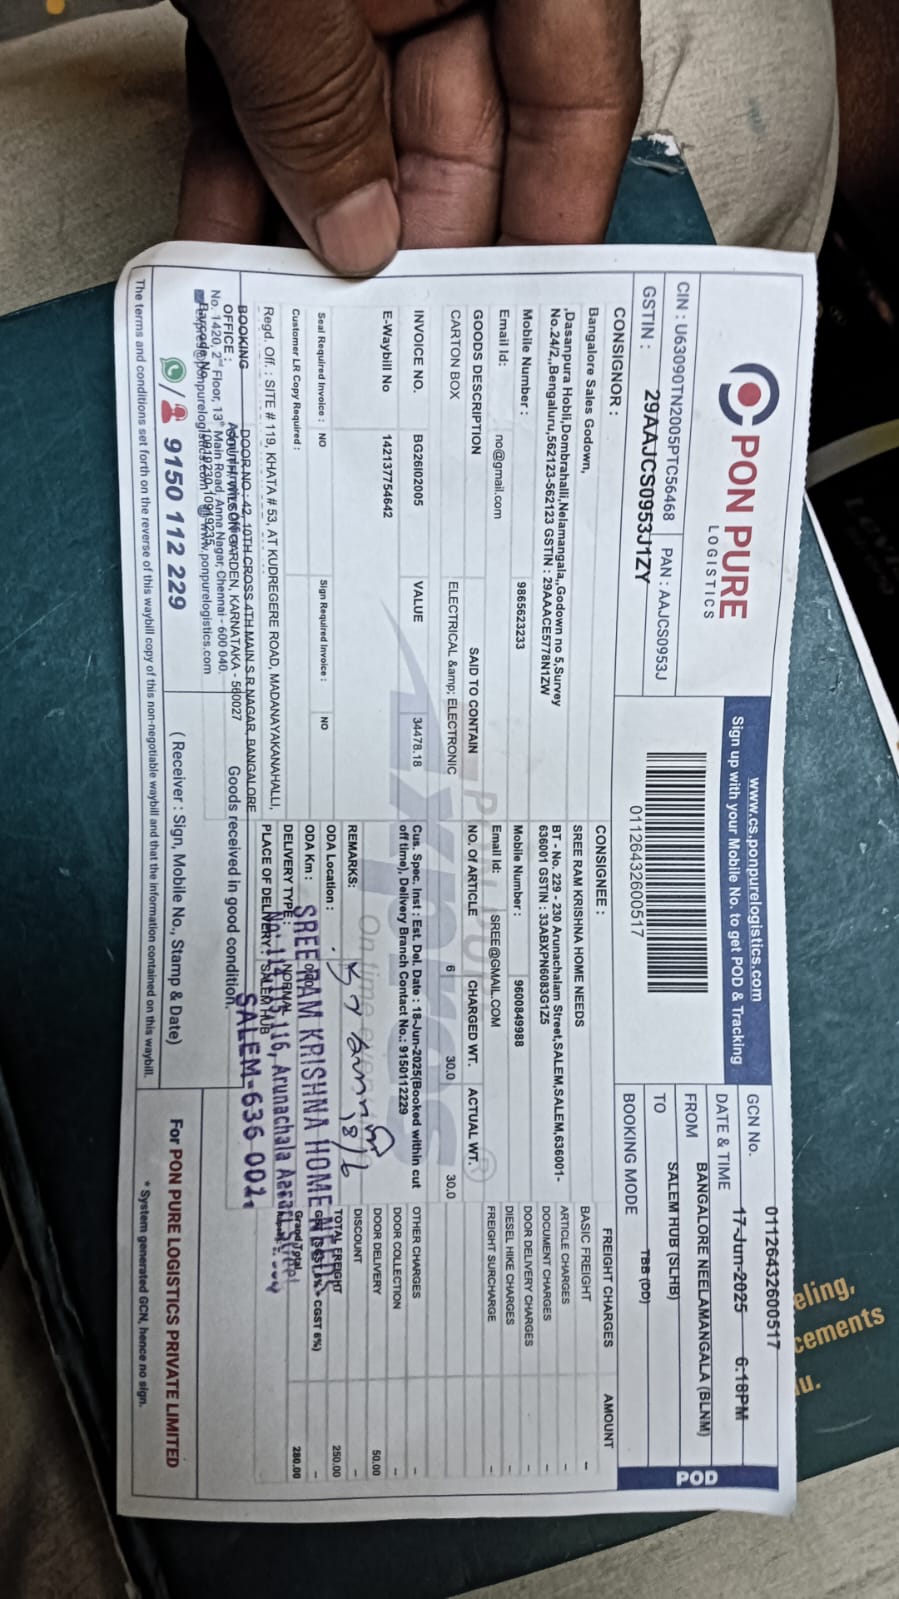 PON PURE
LOGISTICS
CIN : U63090TN2005PTC56468 PAN : AAJCS0953J
GSTIN : 29AAJCS0953J1ZY
www.cs.ponpurelogistics.com
Sign up with your Mobile No. to get POD & Tracking
01126432600517
GCN No. 01126432600517
DATE & TIME 17-Jun-2025 6:18PM
FROM BANGALORE NEELAMANGALA (BLNM)
TO SALEM HUB (SLHB)
BOOKING MODE TBB (DD)
POD
CONSIGNOR :
Bangalore Sales Godown,
,Dasanpura Hobli,Dombrahalli,Nelamangala,,Godown no 5,Survey
No.24/2,,Bengaluru,562123-562123 GSTIN : 29AAACE5778N1ZW
Mobile Number : 9865623233
Email Id: no@gmail.com
CONSIGNEE :
SREE RAM KRISHNA HOME NEEDS
BT - No. 229 - 230 Arunachalam Street,SALEM,SALEM,636001-
636001 GSTIN : 33ABXPN6083G1Z5
Mobile Number : 9600849988
Email Id: SREE@GMAIL.COM
FREIGHT CHARGES AMOUNT
BASIC FREIGHT -
ARTICLE CHARGES -
DOCUMENT CHARGES -
DOOR DELIVERY CHARGES -
DIESEL HIKE CHARGES -
FREIGHT SURCHARGE -
OTHER CHARGES -
DOOR COLLECTION -
DOOR DELIVERY 50.00
DISCOUNT -
TOTAL FREIGHT 250.00
CGST 6%) -
Grand Total 280.00
GOODS DESCRIPTION SAID TO CONTAIN NO. OF ARTICLE CHARGED WT. ACTUAL WT.
CARTON BOX ELECTRICAL &amp; ELECTRONIC 6 30.0 30.0
INVOICE NO. BG26I02005 VALUE 34478.18
E-Waybill No 142137754642
Cus. Spec. Inst : Est. Del. Date : 18-Jun-2025(Booked within cut
off time), Delivery Branch Contact No.: 9150112229
Seal Required Invoice : NO Sign Required Invoice : NO
Customer LR Copy Required :
REMARKS:
18/6
ODA Location :
ODA Km :
DELIVERY TYPE : NORMAL
PLACE OF DELIVERY : SALEM HUB
SREE RAM KRISHNA HOME NEEDS
116, Arunachala Aasari Street
SALEM-636 001.
Regd. Off. : SITE # 119, KHATA # 53, AT KUDREGERE ROAD, MADANAYAKANAHALLI,
BOOKING OFFICE : DOOR NO : 42, 10TH CROSS 4TH MAIN S.R.NAGAR, BANGALORE
GARDEN, KARNATAKA - 560027
No. 1420, 2nd Floor, 13th Main Road, Anna Nagar, Chennai - 600 040.
www.ponpurelogistics.com
9150 112 229
Goods received in good condition.
( Receiver : Sign, Mobile No., Stamp & Date)
For PON PURE LOGISTICS PRIVATE LIMITED
* System generated GCN, hence no sign.
The terms and conditions set forth on the reverse of this waybill copy of this non-negotiable waybill and that the information contained on this waybill.
eling,
cements